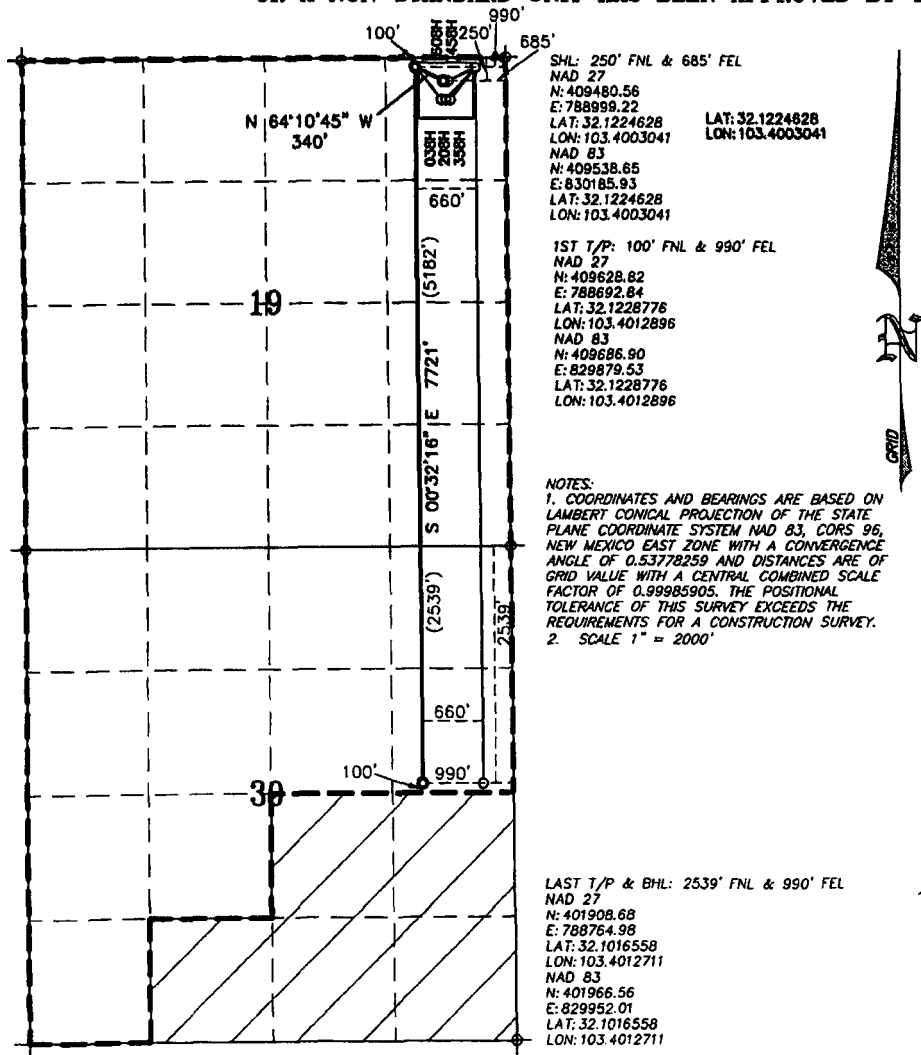 990'
100'
608H
458H
250'
685'
N 64°10'45" W
340'
038H
208H
358H
660'
(5182')
19
S 00°32'16" E 7721'
(2539')
2539'
660'
100'
990'
30
SHL: 250' FNL & 685' FEL
NAD 27
N: 409480.56
E: 788999.22
LAT: 32.1224628
LON: 103.4003041
NAD 83
N: 409538.65
E: 830185.93
LAT: 32.1224628
LON: 103.4003041
LAT: 32.1224628
LON: 103.4003041
1ST T/P: 100' FNL & 990' FEL
NAD 27
N: 409628.82
E: 788692.84
LAT: 32.1228776
LON: 103.4012896
NAD 83
N: 409686.90
E: 829879.53
LAT: 32.1228776
LON: 103.4012896
GRID
NOTES:
1. COORDINATES AND BEARINGS ARE BASED ON
LAMBERT CONICAL PROJECTION OF THE STATE
PLANE COORDINATE SYSTEM NAD 83, CORS 96,
NEW MEXICO EAST ZONE WITH A CONVERGENCE
ANGLE OF 0.53778259 AND DISTANCES ARE OF
GRID VALUE WITH A CENTRAL COMBINED SCALE
FACTOR OF 0.99985905. THE POSITIONAL
TOLERANCE OF THIS SURVEY EXCEEDS THE
REQUIREMENTS FOR A CONSTRUCTION SURVEY.
2. SCALE 1" = 2000'
LAST T/P & BHL: 2539' FNL & 990' FEL
NAD 27
N: 401908.68
E: 788764.98
LAT: 32.1016558
LON: 103.4012711
NAD 83
N: 401966.56
E: 829952.01
LAT: 32.1016558
LON: 103.4012711